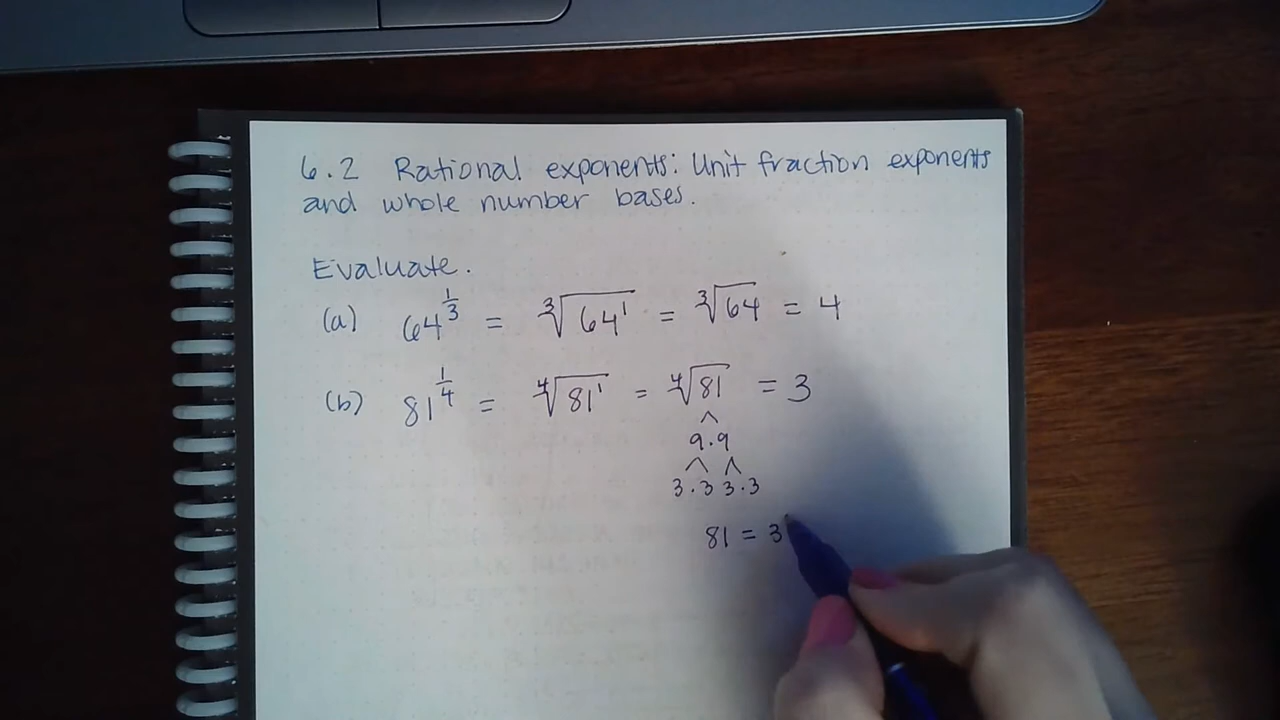 6.2 Rational exponents: Unit fraction exponents
and whole number bases.
Evaluate.
(a) 64^{1/3} = ∛64¹ = ∛64 = 4
(b) 81^{1/4} = ∜81¹ = ∜81 = 3
9.9
3.3 3.3
81 = 3